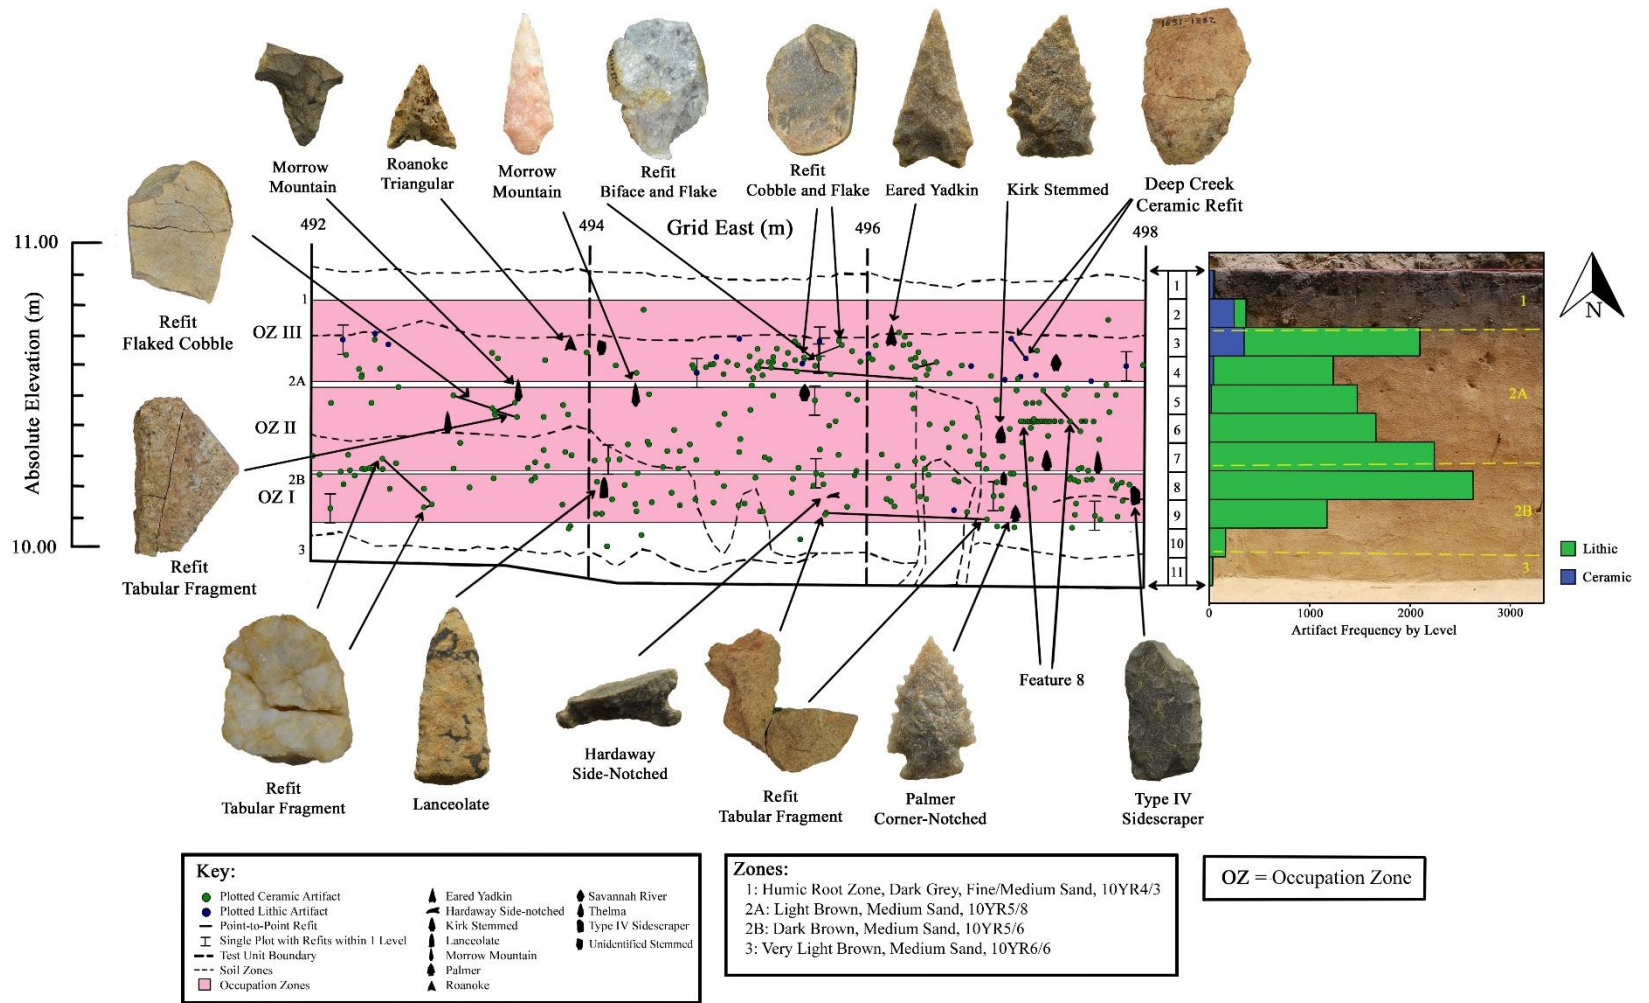 1851-1862
Morrow
Mountain
Roanoke
Triangular
Morrow
Mountain
Refit
Biface and Flake
Refit
Cobble and Flake
Eared Yadkin
Kirk Stemmed
Deep Creek
Ceramic Refit
Refit
Flaked Cobble
Refit
Tabular Fragment
Grid East (m)
492
494
496
498
Absolute Elevation (m)
11.00
10.00
1
OZ III
2A
OZ II
2B
OZ I
3
1
2
3
4
5
6
7
8
9
10
11
1
2A
2B
3
N
Lithic
Ceramic
0
1000
2000
3000
Artifact Frequency by Level
Refit
Tabular Fragment
Lanceolate
Hardaway
Side-Notched
Refit
Tabular Fragment
Palmer
Corner-Notched
Feature 8
Type IV
Sidescraper
Key:
Plotted Ceramic Artifact
Plotted Lithic Artifact
Point-to-Point Refit
Single Plot with Refits within 1 Level
Test Unit Boundary
Soil Zones
Occupation Zones
Eared Yadkin
Hardaway Side-notched
Kirk Stemmed
Lanceolate
Morrow Mountain
Palmer
Roanoke
Savannah River
Thelma
Type IV Sidescraper
Unidentified Stemmed
Zones:
1: Humic Root Zone, Dark Grey, Fine/Medium Sand, 10YR4/3
2A: Light Brown, Medium Sand, 10YR5/8
2B: Dark Brown, Medium Sand, 10YR5/6
3: Very Light Brown, Medium Sand, 10YR6/6
OZ = Occupation Zone